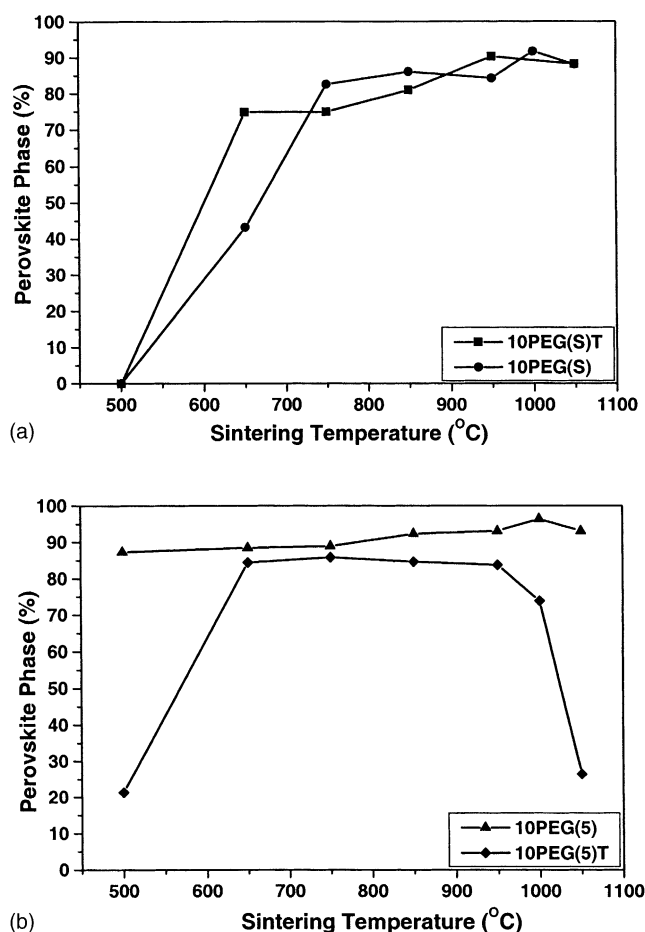 100
90
80
70
60
50
40
30
20
10
0
Perovskite Phase (%)
10PEG(S)T
10PEG(S)
500 600 700 800 900 1000 1100
(a)
Sintering Temperature (°C)
100
90
80
70
60
50
40
30
20
10
0
Perovskite Phase (%)
10PEG(5)
10PEG(5)T
500 600 700 800 900 1000 1100
(b)
Sintering Temperature (°C)